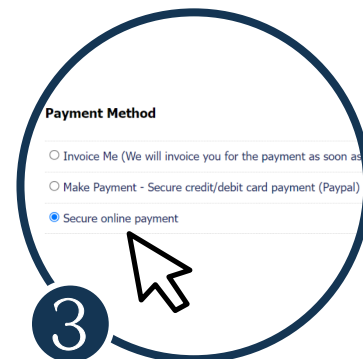 Payment Method
Invoice Me (We will invoice you for the payment as soon as
Make Payment - Secure credit/debit card payment (Paypal)
Secure online payment
3